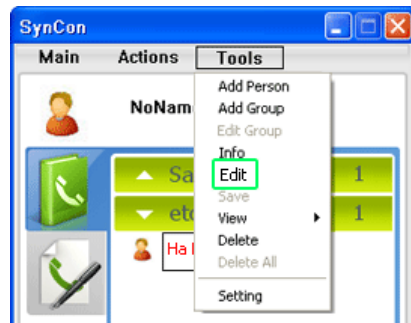 SynCon
Main Actions Tools
Add Person
Add Group
Edit Group
Info
Edit
Save
View
Delete
Delete All
Setting
NoNam
Sa 1
etc 1
Ha